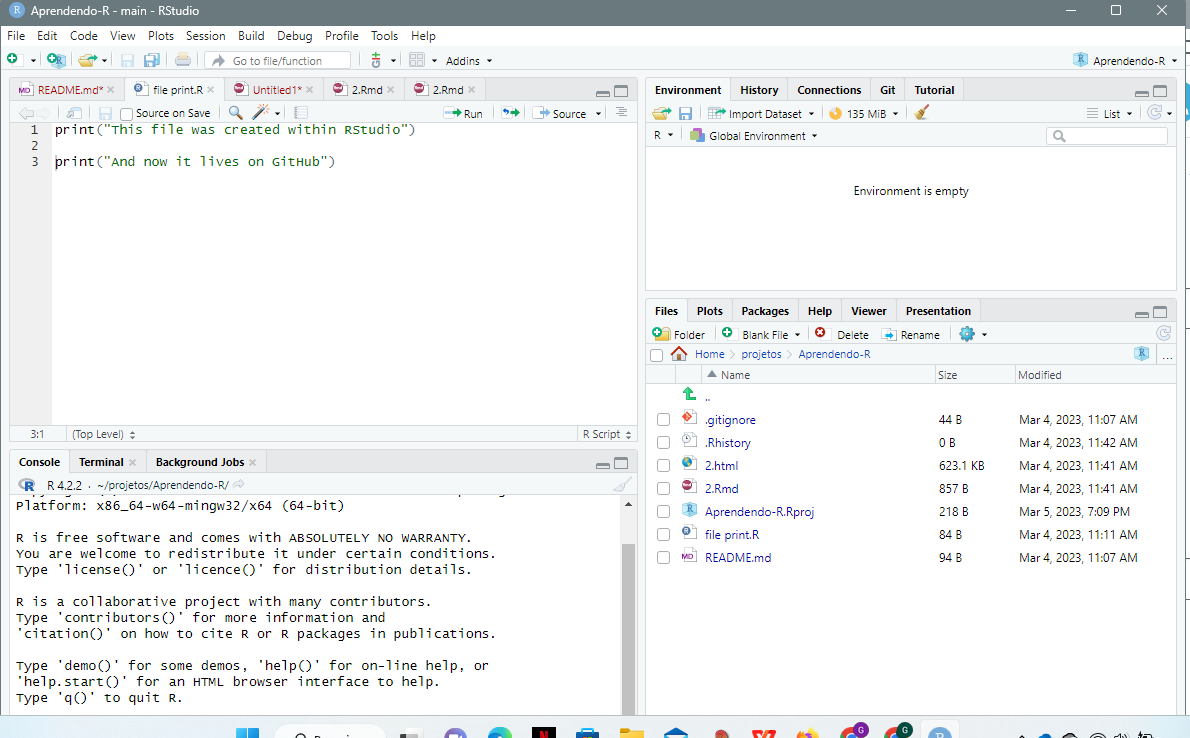 Aprendendo-R - main - RStudio
File Edit Code View Plots Session Build Debug Profile Tools Help
Go to file/function Addins Aprendendo-R
README.md* file print.R Untitled1* 2.Rmd 2.Rmd
Source on Save Run Source
1 print("This file was created within RStudio")
2
3 print("And now it lives on GitHub")
3:1 (Top Level) R Script
Console Terminal Background Jobs
R 4.2.2 · ~/projetos/Aprendendo-R/
Platform: x86_64-w64-mingw32/x64 (64-bit)
R is free software and comes with ABSOLUTELY NO WARRANTY.
You are welcome to redistribute it under certain conditions.
Type 'license()' or 'licence()' for distribution details.
R is a collaborative project with many contributors.
Type 'contributors()' for more information and
'citation()' on how to cite R or R packages in publications.
Type 'demo()' for some demos, 'help()' for on-line help, or
'help.start()' for an HTML browser interface to help.
Type 'q()' to quit R.
Environment History Connections Git Tutorial
Import Dataset 135 MiB List
R Global Environment
Environment is empty
Files Plots Packages Help Viewer Presentation
Folder Blank File Delete Rename
Home projetos Aprendendo-R ...
Name Size Modified
..
.gitignore 44 B Mar 4, 2023, 11:07 AM
.Rhistory 0 B Mar 4, 2023, 11:42 AM
2.html 623.1 KB Mar 4, 2023, 11:41 AM
2.Rmd 857 B Mar 4, 2023, 11:41 AM
Aprendendo-R.Rproj 218 B Mar 5, 2023, 7:09 PM
file print.R 84 B Mar 4, 2023, 11:11 AM
README.md 94 B Mar 4, 2023, 11:07 AM